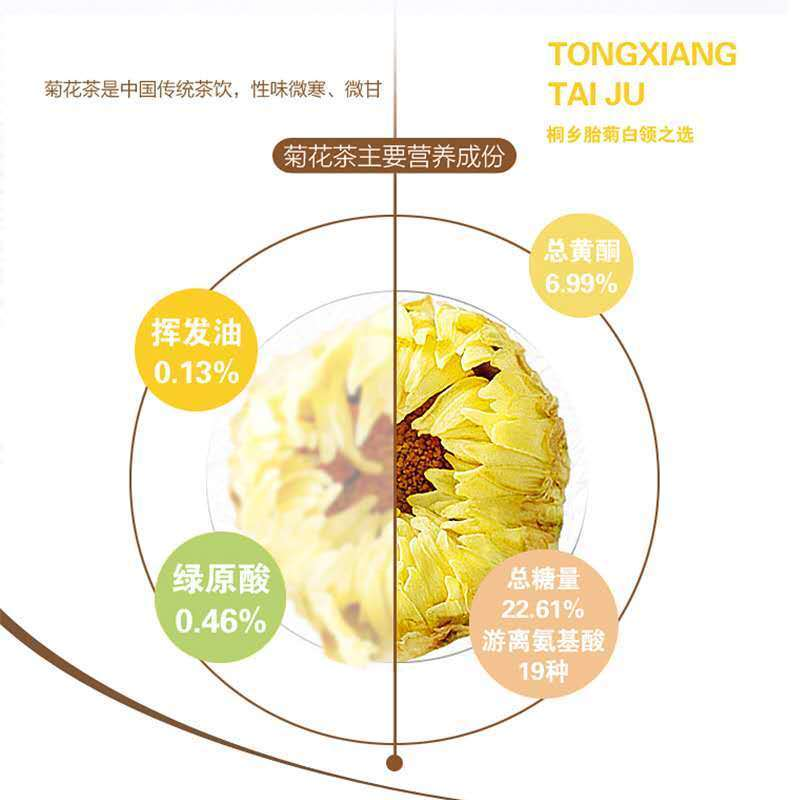 菊花茶是中国传统茶饮，性味微寒、微甘
TONGXIANG
TAI JU
桐乡胎菊白领之选
菊花茶主要营养成份
总黄酮
6.99%
挥发油
0.13%
绿原酸
0.46%
总糖量
22.61%
游离氨基酸
19种